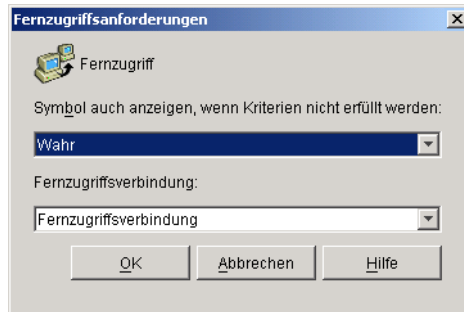 Fernzugriffsanforderungen
Fernzugriff
Symbol auch anzeigen, wenn Kriterien nicht erfüllt werden:
Wahr
Fernzugriffsverbindung:
Fernzugriffsverbindung
OK Abbrechen Hilfe